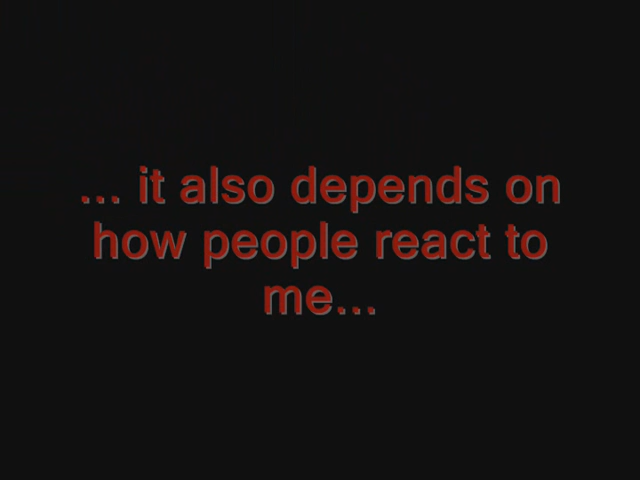 ... it also depends on
how people react to
me...